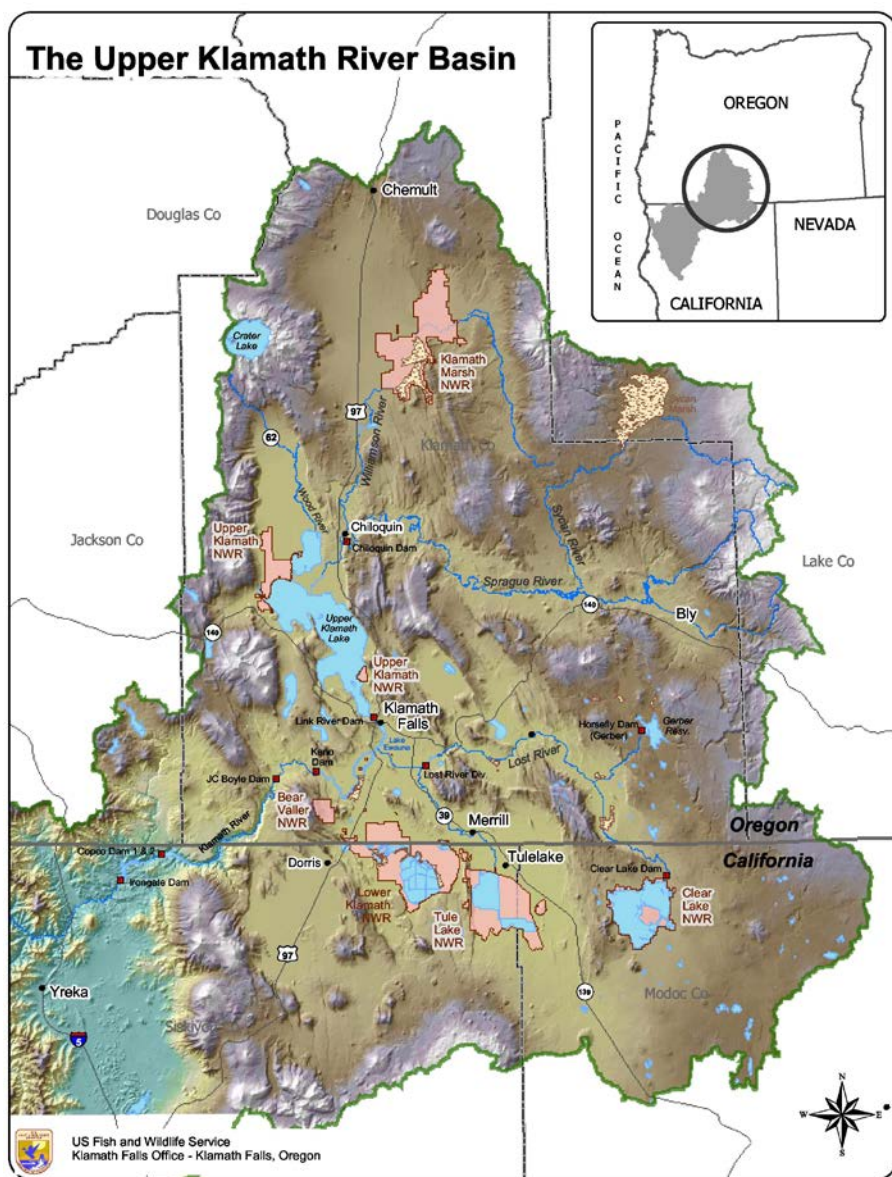 The Upper Klamath River Basin
OREGON
PACIFIC
OCEAN
NEVADA
CALIFORNIA
Chemult
Douglas Co
Crater
Lake
Klamath
Marsh
NWR
Marsh
97
Williamson River
Klamath Co
62
Wood River
Sycan River
Upper
Klamath
NWR
Chiloquin
Chiloquin Dam
Jackson Co
Lake Co
Sprague River
140
Bly
140
Upper
Klamath
Lake
Upper
Klamath
NWR
Link River Dam
Klamath
Falls
Horsefly Dam
(Gerber)
Gerber
Resv.
Lake
Ewauna
Keno
Dam
Lost River
JC Boyle Dam
Lost River Div.
Bear
Valler
NWR
39
Merrill
Klamath River
Oregon
California
Copco Dam 1 & 2
Irongate Dam
Dorris
Tulelake
Clear Lake Dam
Lower
Klamath
NWR
Tule
Lake
NWR
Clear
Lake
NWR
97
Yreka
139
Modoc Co
5
N
W
E
S
US Fish and Wildlife Service
Klamath Falls Office - Klamath Falls, Oregon